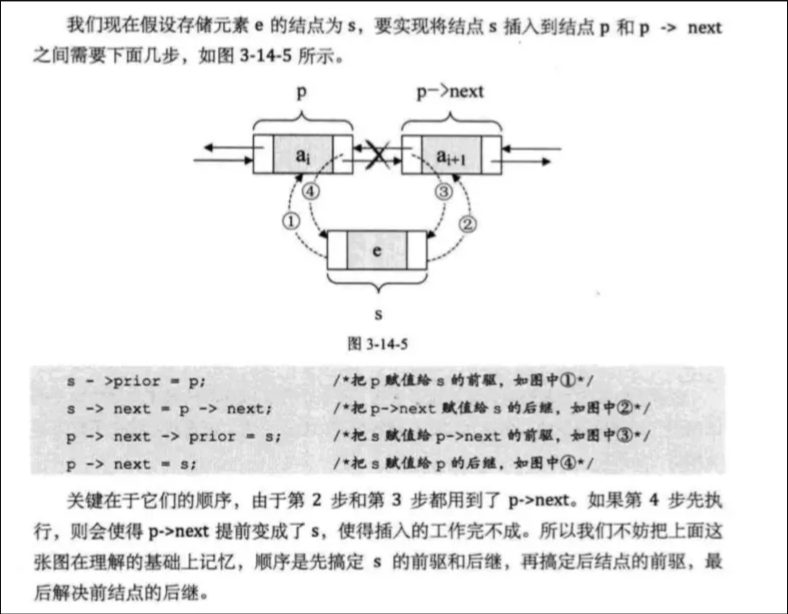 我们现在假设存储元素 e 的结点为 s，要实现将结点 s 插入到结点 p 和 p -> next
之间需要下面几步，如图 3-14-5 所示。
p p->next
ai ai+1
④ ③
① ②
e
s
图 3-14-5
s - >prior = p; /*把 p 赋值给 s 的前驱，如图中①*/
s -> next = p -> next; /*把 p->next 赋值给 s 的后继，如图中②*/
p -> next -> prior = s; /*把 s 赋值给 p->next 的前驱，如图中③*/
p -> next = s; /*把 s 赋值给 p 的后继，如图中④*/
关键在于它们的顺序，由于第 2 步和第 3 步都用到了 p->next。如果第 4 步先执
行，则会使得 p->next 提前变成了 s，使得插入的工作完不成。所以我们不妨把上面这
张图在理解的基础上记忆，顺序是先搞定 s 的前驱和后继，再搞定后结点的前驱，最
后解决前结点的后继。